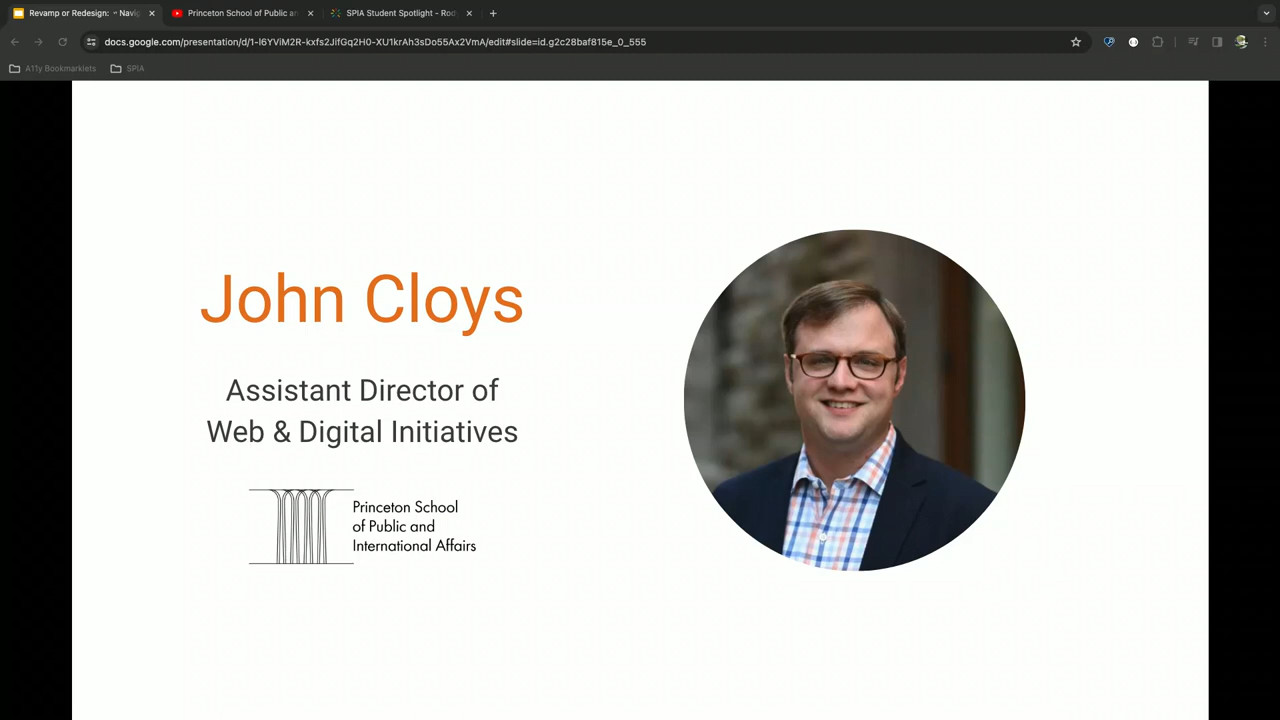 Revamp or Redesign: - Navig
Princeton School of Public an
SPIA Student Spotlight - Rod
docs.google.com/presentation/d/1-l6YViM2R-kxfs2JifGq2H0-XU1krAh3sDo55Ax2VmA/edit#slide=id.g2c28baf815e_0_555
A11y Bookmarklets
SPIA
John Cloys
Assistant Director of
Web & Digital Initiatives
Princeton School
of Public and
International Affairs